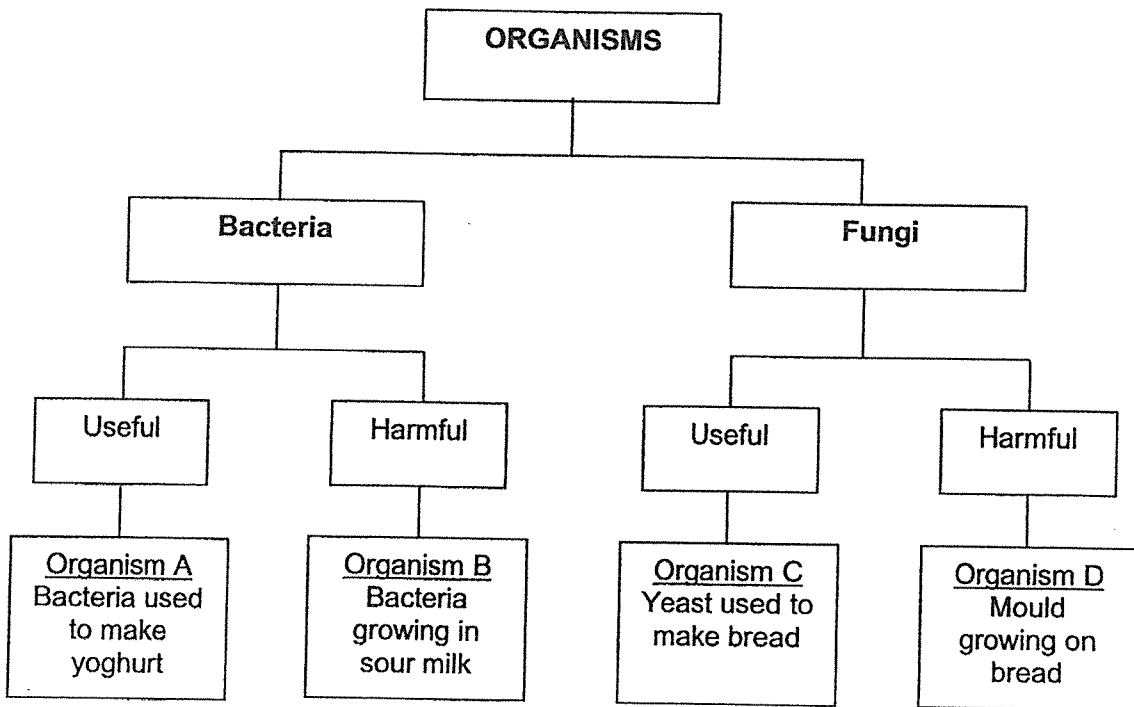 ORGANISMS
Bacteria
Fungi
Useful
Harmful
Useful
Harmful
Organism A
Bacteria used
to make
yoghurt
Organism B
Bacteria
growing in
sour milk
Organism C
Yeast used to
make bread
Organism D
Mould
growing on
bread